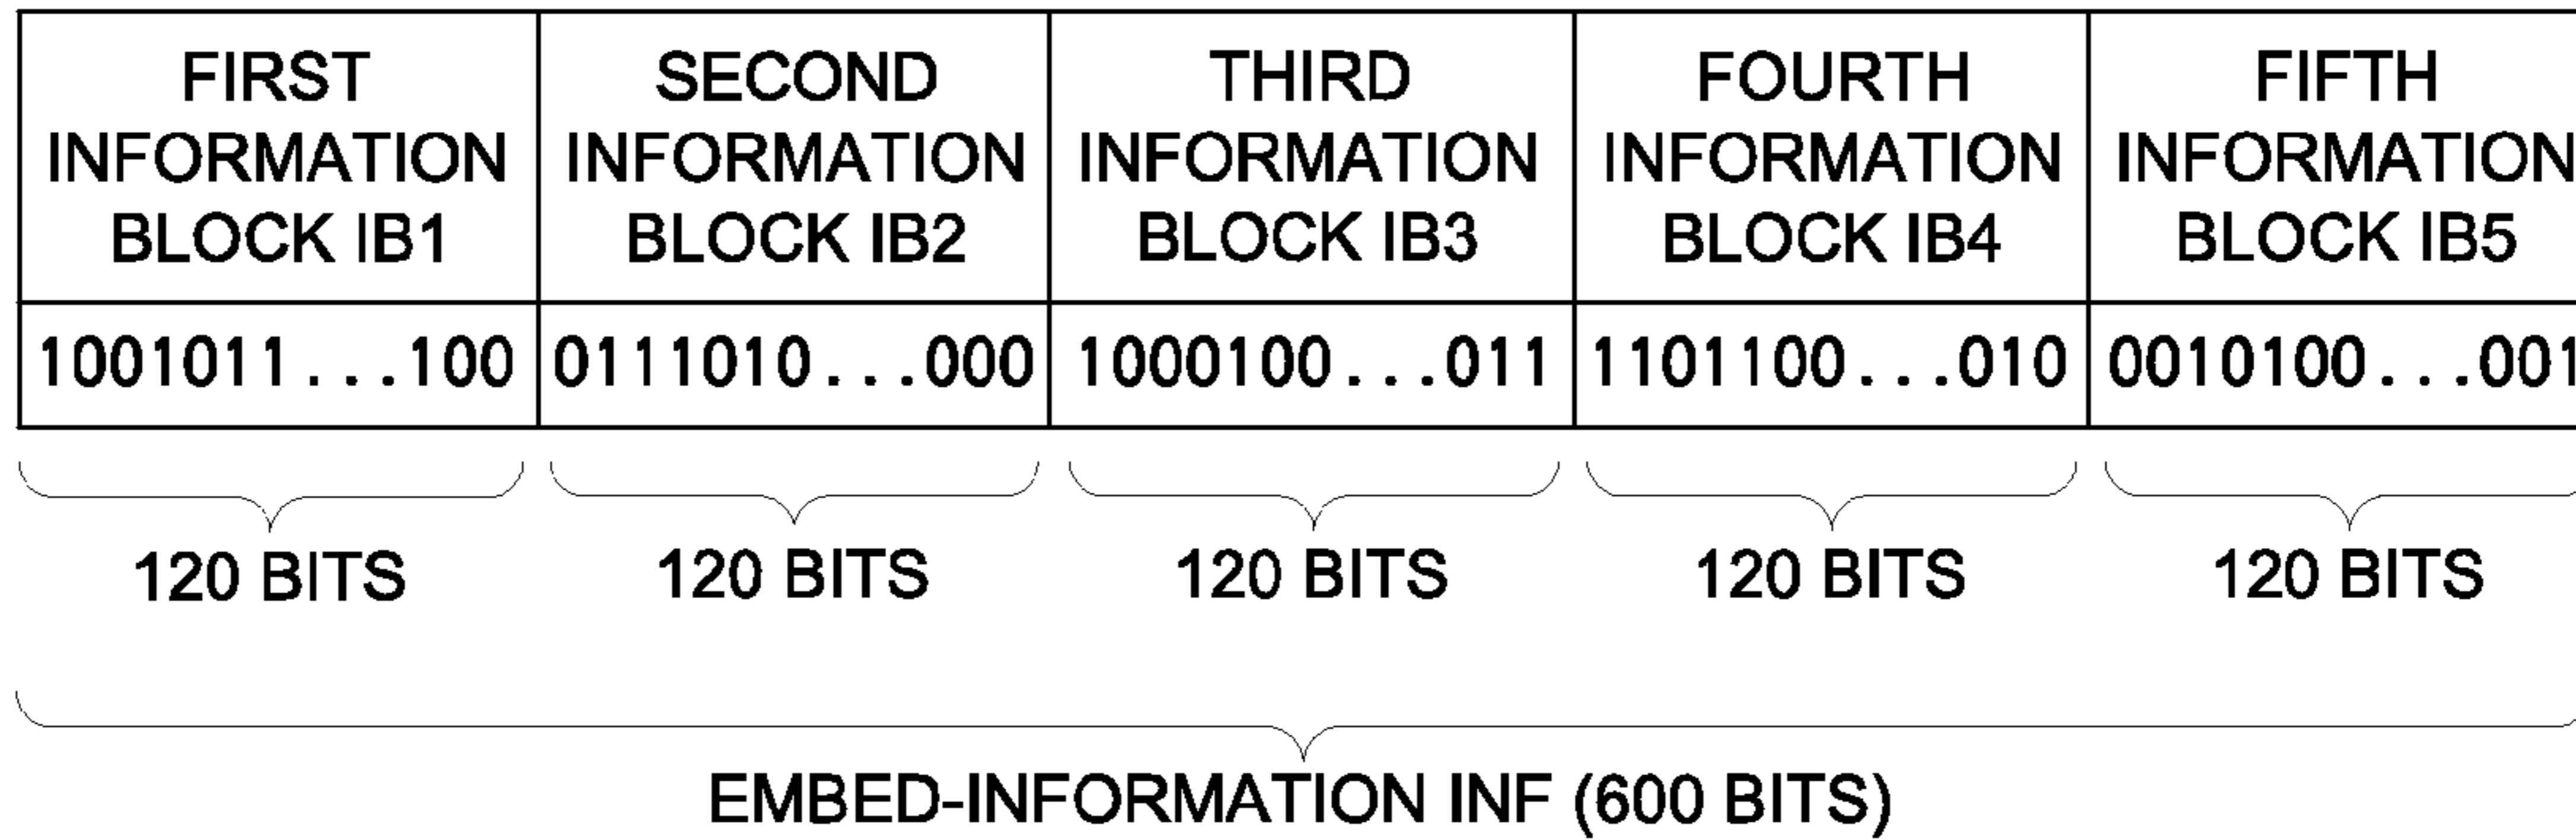 FIRST INFORMATION BLOCK IB1
SECOND INFORMATION BLOCK IB2
THIRD INFORMATION BLOCK IB3
FOURTH INFORMATION BLOCK IB4
FIFTH INFORMATION BLOCK IB5
1001011...100 0111010...000 1000100...011 1101100...010 0010100...001
120 BITS 120 BITS 120 BITS 120 BITS 120 BITS
EMBED-INFORMATION INF (600 BITS)